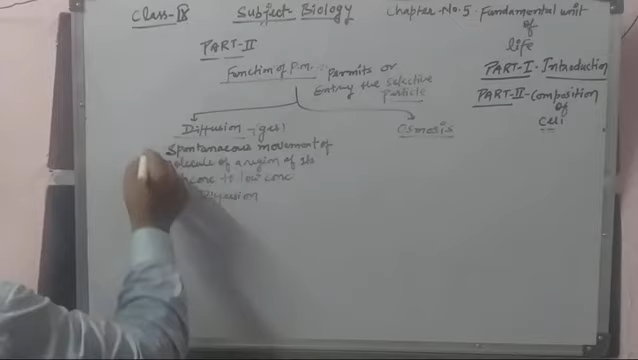 Class-IX Subject- Biology Chapter-No.5 - Fundamental unit
of
life
PART-II
Function of P.m. - Permits or
Entry the selective
particle
PART-I- Introduction
PART-II-Composition
of
cell
Diffusion -(gas)
Osmosis
Spontaneous movement of
molecule of a region of its
conc to low conc
Diffusion